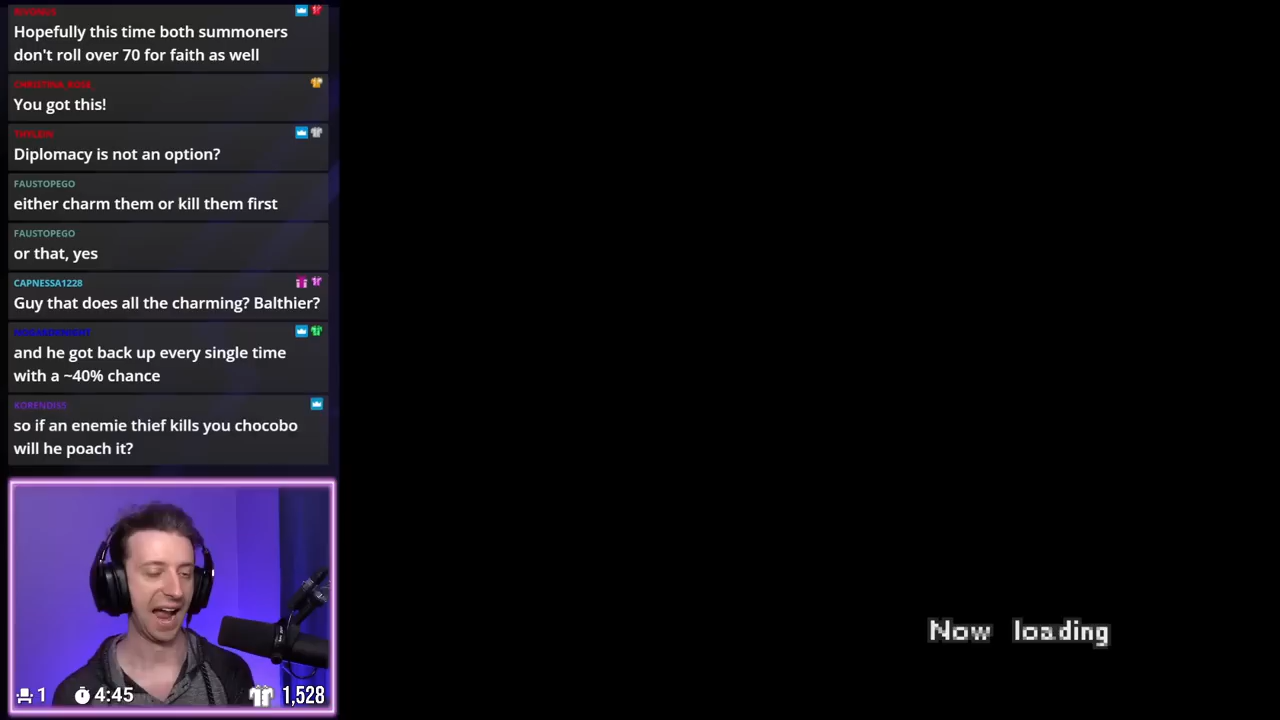 Hopefully this time both summoners
don't roll over 70 for faith as well
CHRISTINA_ROSE
You got this!
THYLEIN
Diplomacy is not an option?
FAUSTOPEGO
either charm them or kill them first
FAUSTOPEGO
or that, yes
CAPNESSA1228
Guy that does all the charming? Balthier?
and he got back up every single time
with a ~40% chance
KORENDISS
so if an enemie thief kills you chocobo
will he poach it?
Now loading
1
4:45
1,528